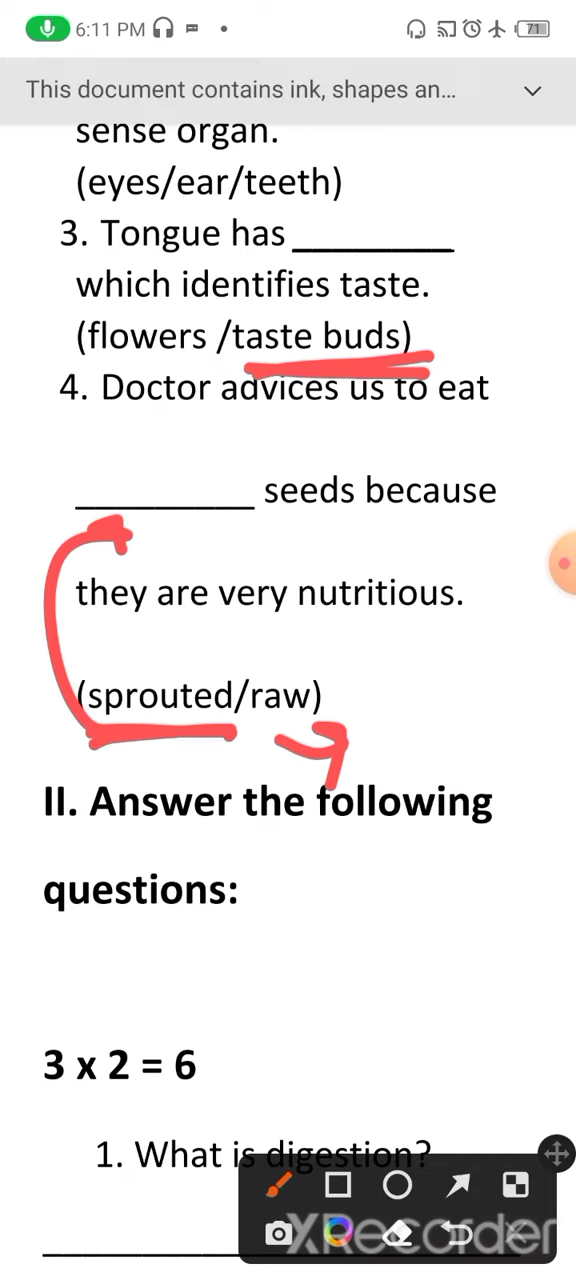 6:11 PM
71
This document contains ink, shapes an...
sense organ.
(eyes/ear/teeth)
3. Tongue has ________
which identifies taste.
(flowers /taste buds)
4. Doctor advices us to eat
_________ seeds because
they are very nutritious.
(sprouted/raw)
II. Answer the following
questions:
3 x 2 = 6
1. What is digestion?
XRecorder